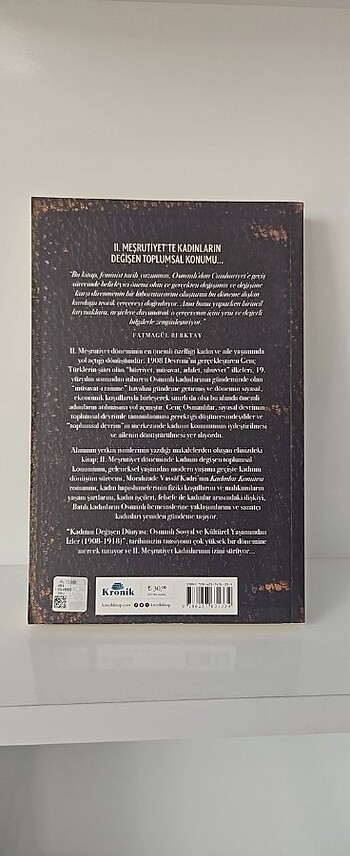 II. MEŞRUTİYET'TE KADINLARIN
DEĞİŞEN TOPLUMSAL KONUMU...
"Bu kitap, feminist tarih yazımının, Osmanlı'dan Cumhuriyet'e geçiş
sürecinde belirleyici önemi olan ve gerçekten değişimin ve değişime
karşı direnmenin bir laboratuvarını oluşturan bu döneme ilişkin
kurduğu teorik çerçeveyi doğruluyor. Ama bunu yaparken birincil
kaynaklara, arşivlere dayanarak o çerçevenin içini yeni ve değerli
bilgilerle zenginleştiriyor."
FATMAGÜL BERKTAY
II. Meşrutiyet döneminin en önemli özelliği kadın ve aile yaşamında
yol açtığı dönüşümdür. 1908 Devrimi'ni gerçekleştiren Genç
Türklerin şiarı olan "hürriyet, müsavat, adalet, uhuvvet" ilkeleri, 19.
yüzyılın sonundan itibaren Osmanlı kadınlarının gündeminde olan
"müsavat-ı tamme" hayalini gündeme getirmiş ve dönemin siyasal,
ekonomik koşullarıyla birleşerek sınırlı da olsa bu alanda önemli
adımların atılmasına yol açmıştır. Genç Osmanlılar, siyasal devrimin
toplumsal devrimle tamamlanması gerektiği düşüncesindeydiler ve
"toplumsal devrim"in merkezinde kadının konumunun iyileştirilmesi
ve ailenin dönüştürülmesi yer alıyordu.
Alanının yetkin isimlerinin yazdığı makalelerden oluşan elinizdeki
kitap; II. Meşrutiyet döneminde kadının değişen toplumsal
konumunu, geleneksel yaşamdan modern yaşama geçişte kadının
dönüşüm sürecini, Moralızade Vassaf Kadri'nin Kadınlar Komünü
romanını, kadın hapishanelerinin fiziki koşullarını ve mahkumların
yaşam şartlarını, kadın işçileri, felsefe ile kadınlar arasındaki ilişkiyi,
Batılı kadınların Osmanlı hemcinslerine yaklaşımlarını ve sanatçı
kadınları yeniden gündeme taşıyor.
"Kadının Değişen Dünyası: Osmanlı Sosyal ve Kültürel Yaşamından
İzler (1908-1918)", tarihimizin tansiyonu çok yüksek bir dönemine
mercek tutuyor ve II. Meşrutiyet kadınlarının izini sürüyor...
Kronik
kronikkitap.com
kronikkitap